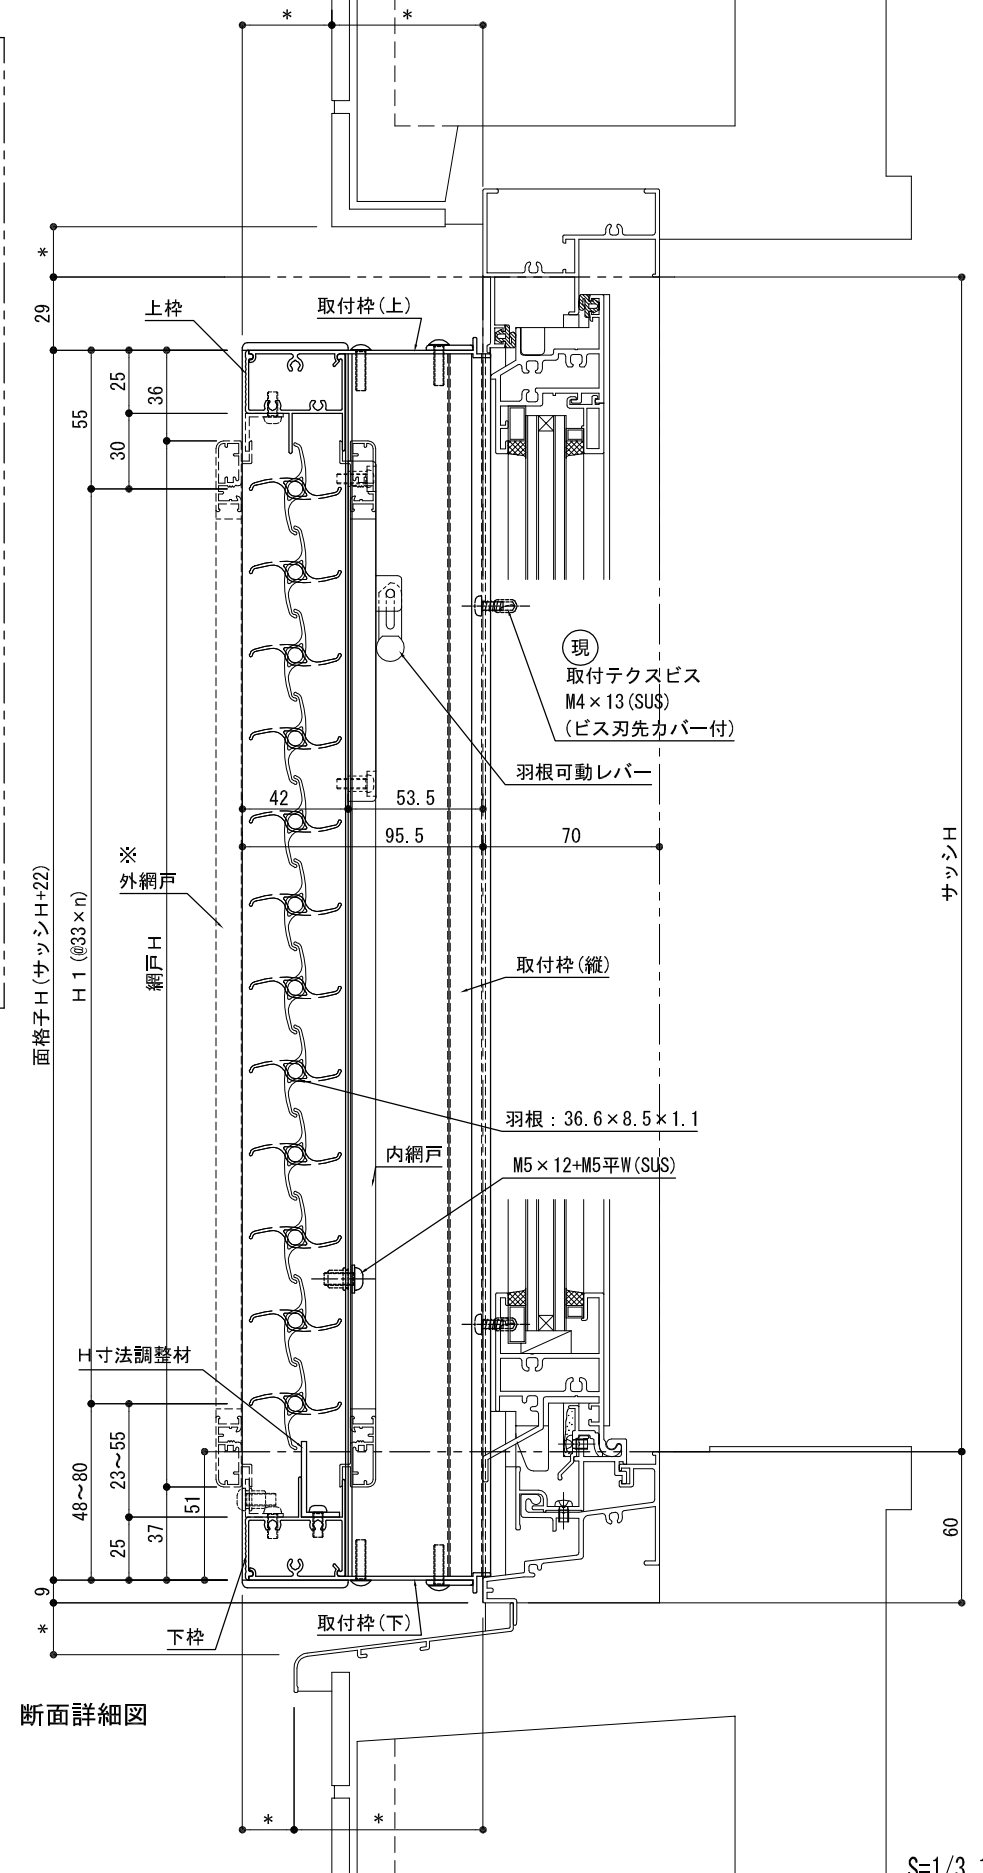 *
*
*
29
上枠
取付枠(上)
25
36
55
30
現
取付テクスビス
M4×13(SUS)
(ビス刃先カバー付)
羽根可動レバー
42
53.5
95.5
70
※
外網戸
サッシH
面格子H(サッシH+22)
H1(@33×n)
網戸H
取付枠(縦)
羽根：36.6×8.5×1.1
内網戸
M5×12+M5平W(SUS)
H寸法調整材
48~80
23~55
51
25
37
60
9
*
下枠
取付枠(下)
断面詳細図
*
*